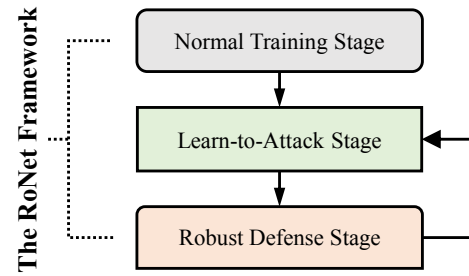 The RoNet Framework
Normal Training Stage
Learn-to-Attack Stage
Robust Defense Stage